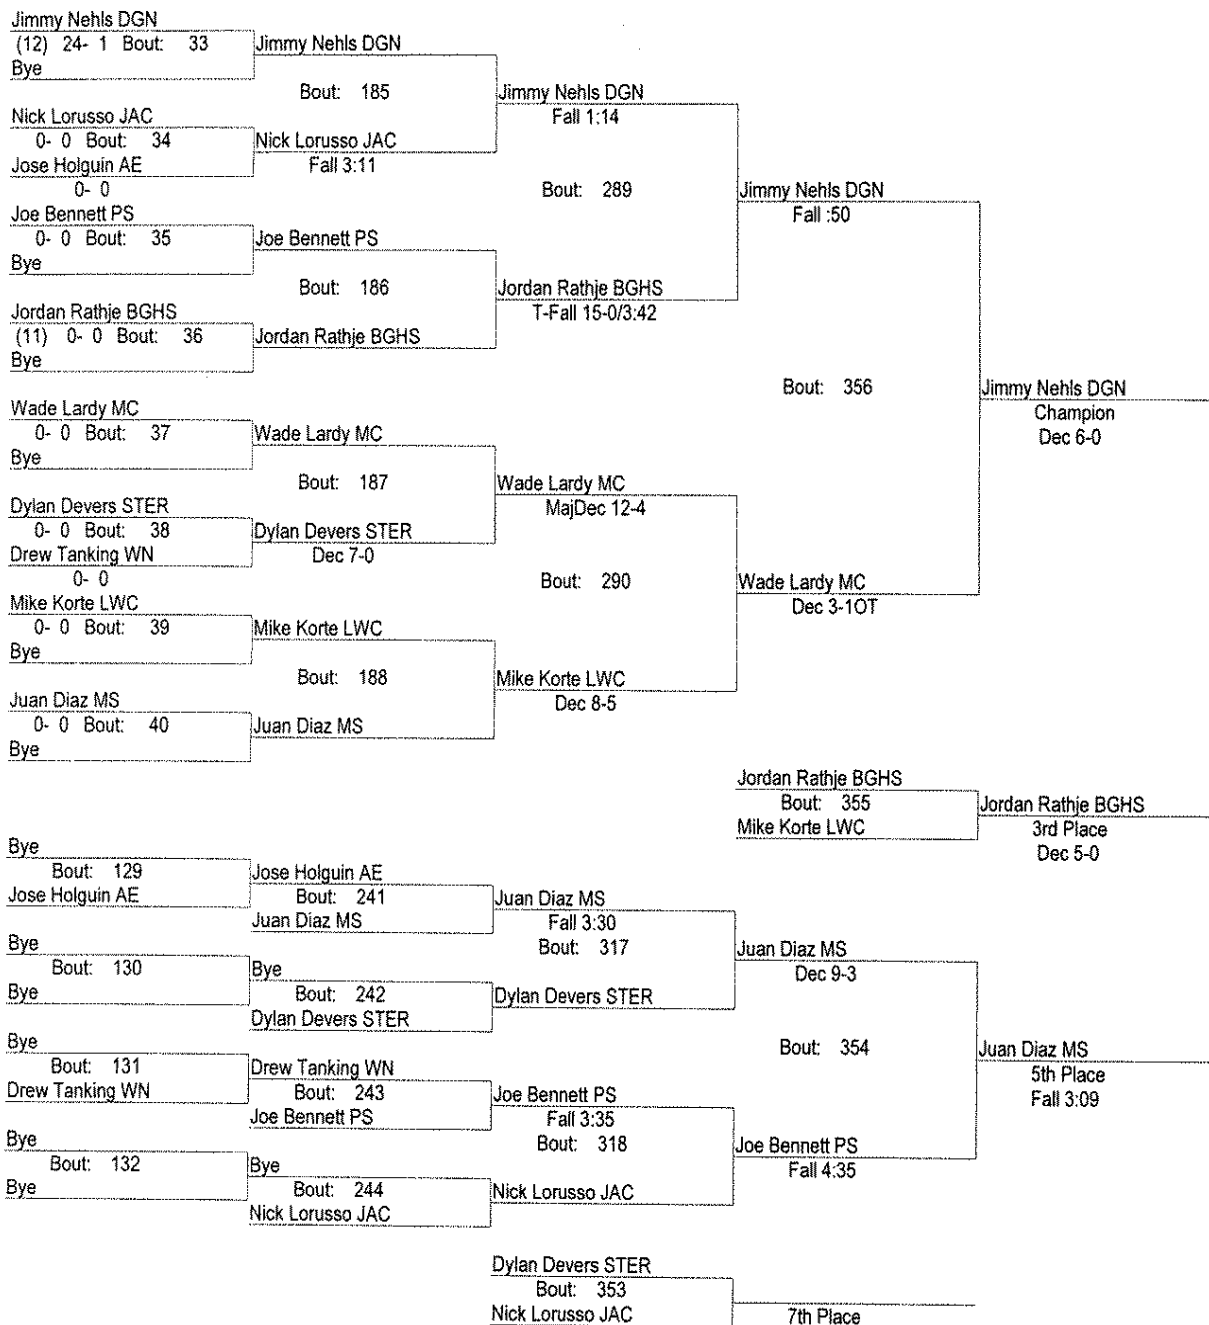 Jimmy Nehls DGN
(12) 24- 1 Bout: 33
Jimmy Nehls DGN
Bye
Bout: 185
Jimmy Nehls DGN
Fall 1:14
Nick Lorusso JAC
0- 0 Bout: 34
Nick Lorusso JAC
Fall 3:11
Jose Holguin AE
0- 0
Bout: 289
Jimmy Nehls DGN
Fall :50
Joe Bennett PS
0- 0 Bout: 35
Joe Bennett PS
Bye
Bout: 186
Jordan Rathje BGHS
T-Fall 15-0/3:42
Jordan Rathje BGHS
(11) 0- 0 Bout: 36
Jordan Rathje BGHS
Bye
Bout: 356
Jimmy Nehls DGN
Champion
Dec 6-0
Wade Lardy MC
0- 0 Bout: 37
Wade Lardy MC
Bye
Bout: 187
Wade Lardy MC
MajDec 12-4
Dylan Devers STER
0- 0 Bout: 38
Dylan Devers STER
Dec 7-0
Drew Tanking WN
0- 0
Bout: 290
Wade Lardy MC
Dec 3-1OT
Mike Korte LWC
0- 0 Bout: 39
Mike Korte LWC
Bye
Bout: 188
Mike Korte LWC
Dec 8-5
Juan Diaz MS
0- 0 Bout: 40
Juan Diaz MS
Bye
Jordan Rathje BGHS
Bout: 355
Jordan Rathje BGHS
Mike Korte LWC
3rd Place
Dec 5-0
Bye
Bout: 129
Jose Holguin AE
Jose Holguin AE
Bout: 241
Juan Diaz MS
Juan Diaz MS
Fall 3:30
Bout: 317
Juan Diaz MS
Dec 9-3
Bye
Bout: 130
Bye
Bye
Bout: 242
Dylan Devers STER
Dylan Devers STER
Bout: 354
Juan Diaz MS
5th Place
Fall 3:09
Bye
Bout: 131
Drew Tanking WN
Drew Tanking WN
Bout: 243
Joe Bennett PS
Joe Bennett PS
Fall 3:35
Bout: 318
Joe Bennett PS
Fall 4:35
Bye
Bout: 132
Bye
Bye
Bout: 244
Nick Lorusso JAC
Nick Lorusso JAC
Dylan Devers STER
Bout: 353
Nick Lorusso JAC
7th Place